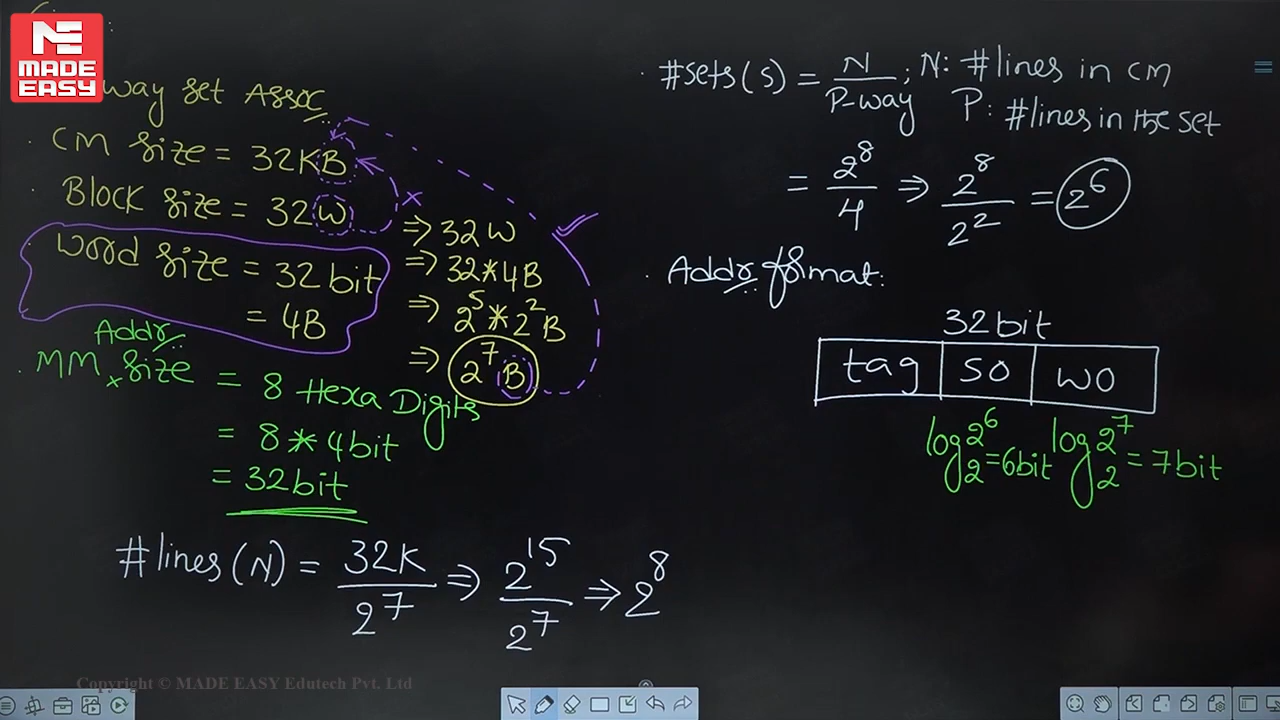 MADE
EASY
way set Assoc
CM size = 32KB
Block size = 32W
Word size = 32 bit
= 4B
⇒ 32W
⇒ 32*4B
⇒ 2^5 * 2^2 B
⇒ 2^7 B
Addr
MM size = 8 Hexa Digits
= 8 * 4bit
= 32bit
#lines (N) = 32K / 2^7 ⇒ 2^15 / 2^7 ⇒ 2^8
#sets (S) = N / P-way ; N: #lines in CM
P: #lines in the set
= 2^8 / 4 ⇒ 2^8 / 2^2 = 2^6
Addr format:
32bit
tag | SO | WO
log_2 2^6 = 6bit log_2 2^7 = 7bit
Copyright © MADE EASY Edutech Pvt. Ltd